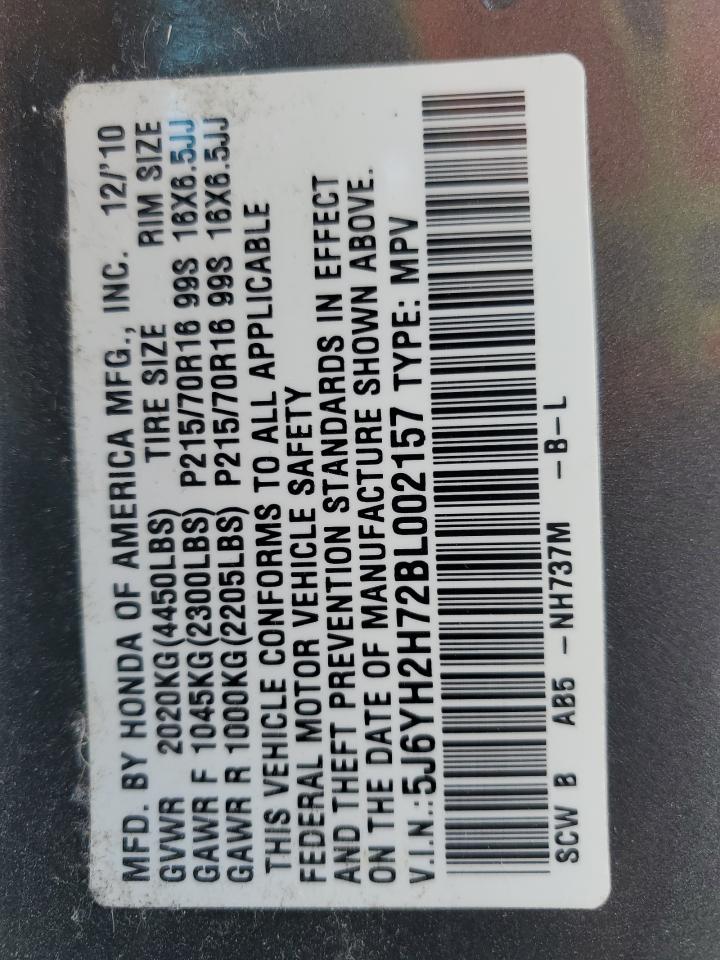 MFD. BY HONDA OF AMERICA MFG., INC. 12/'10
GVWR 2020KG (4450LBS) TIRE SIZE RIM SIZE
GAWR F 1045KG (2300LBS) P215/70R16 99S 16X6.5JJ
GAWR R 1000KG (2205LBS) P215/70R16 99S 16X6.5JJ
THIS VEHICLE CONFORMS TO ALL APPLICABLE
FEDERAL MOTOR VEHICLE SAFETY
AND THEFT PREVENTION STANDARDS IN EFFECT
ON THE DATE OF MANUFACTURE SHOWN ABOVE.
V.I.N.:5J6YH2H72BL002157 TYPE: MPV
SCW B AB5 -NH737M -B-L